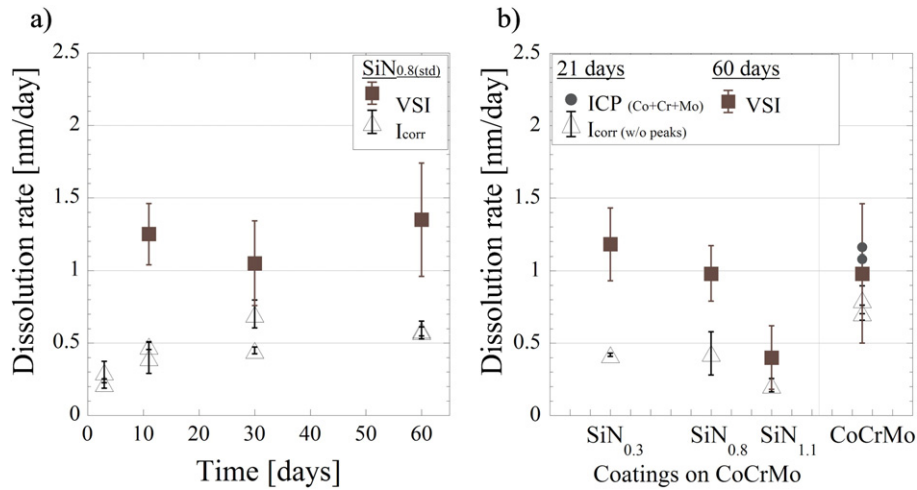 a)
Dissolution rate [nm/day]
2.5
2
1.5
1
0.5
0
SiN0.8(std)
VSI
Icorr
0 10 20 30 40 50 60
Time [days]
b)
Dissolution rate [nm/day]
2.5
2
1.5
1
0.5
0
21 days 60 days
ICP (Co+Cr+Mo) VSI
Icorr (w/o peaks)
SiN0.3 SiN0.8 SiN1.1 CoCrMo
Coatings on CoCrMo